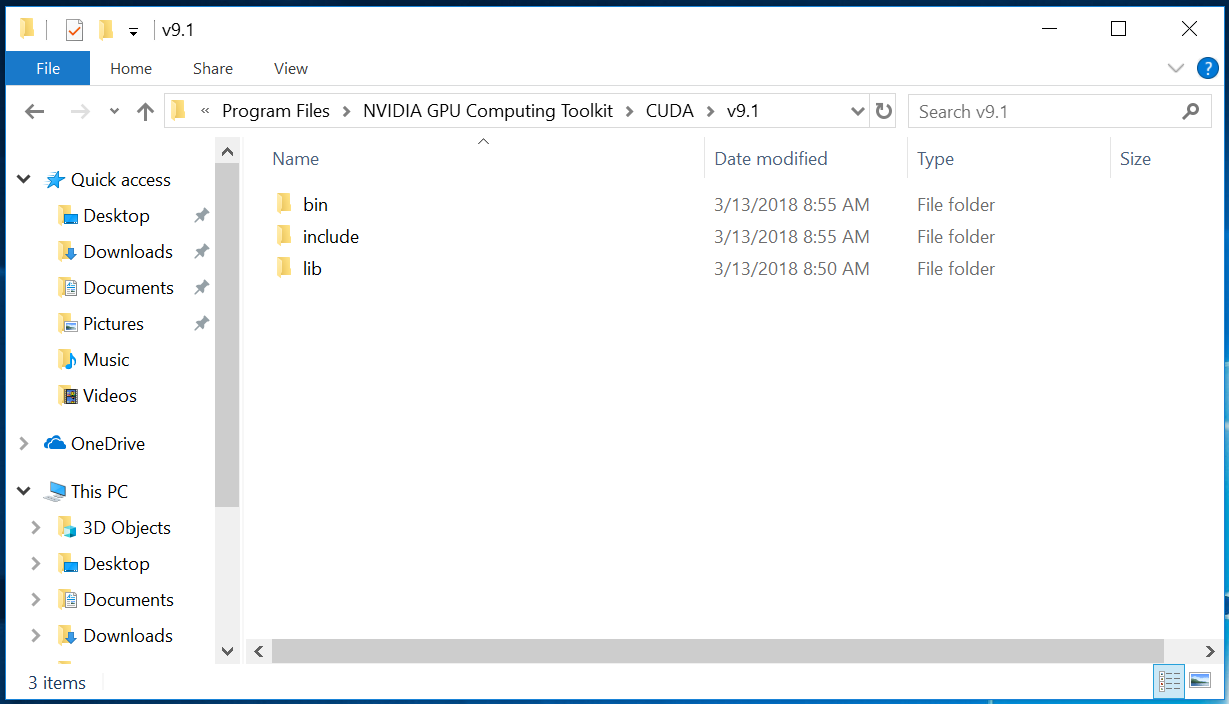 v9.1
File Home Share View
« Program Files > NVIDIA GPU Computing Toolkit > CUDA > v9.1
Search v9.1
Name Date modified Type Size
Quick access
Desktop
Downloads
Documents
Pictures
Music
Videos
OneDrive
This PC
3D Objects
Desktop
Documents
Downloads
bin 3/13/2018 8:55 AM File folder
include 3/13/2018 8:55 AM File folder
lib 3/13/2018 8:50 AM File folder
3 items